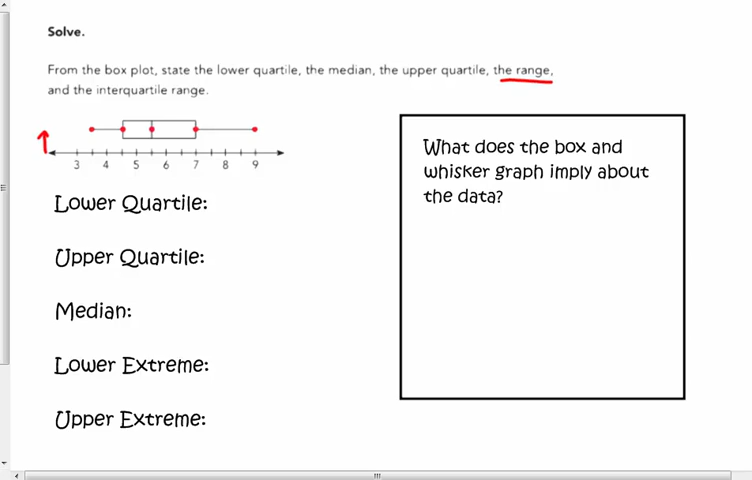 Solve.
From the box plot, state the lower quartile, the median, the upper quartile, the range,
and the interquartile range.
3 4 5 6 7 8 9
Lower Quartile:
Upper Quartile:
Median:
Lower Extreme:
Upper Extreme:
What does the box and
whisker graph imply about
the data?